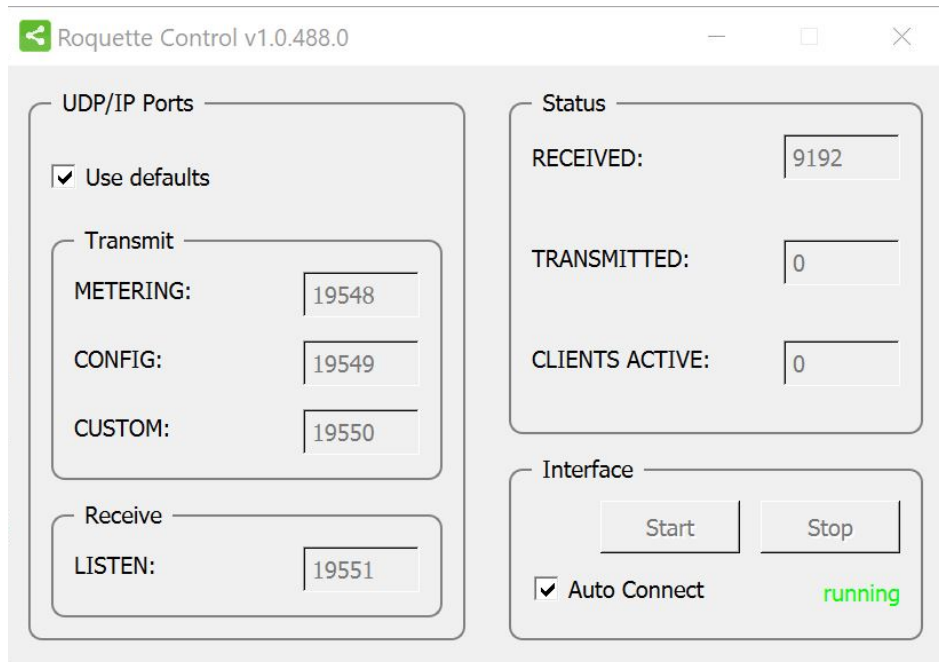 Roquette Control v1.0.488.0
UDP/IP Ports
Use defaults
Transmit
METERING: 19548
CONFIG: 19549
CUSTOM: 19550
Receive
LISTEN: 19551
Status
RECEIVED: 9192
TRANSMITTED: 0
CLIENTS ACTIVE: 0
Interface
Start Stop
Auto Connect running